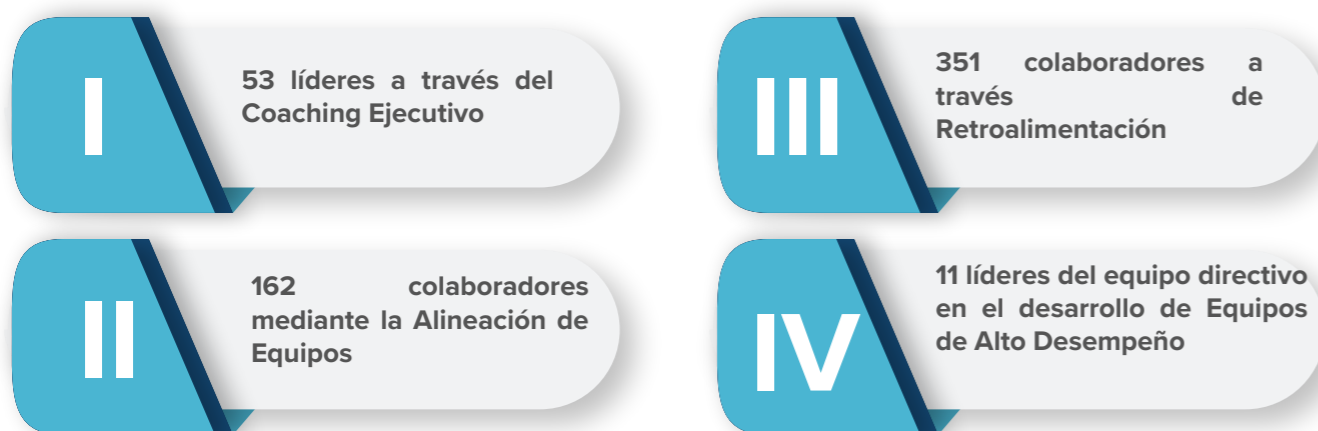 I
53 líderes a través del
Coaching Ejecutivo
II
162 colaboradores
mediante la Alineación de
Equipos
III
351 colaboradores a
través de
Retroalimentación
IV
11 líderes del equipo directivo
en el desarrollo de Equipos
de Alto Desempeño